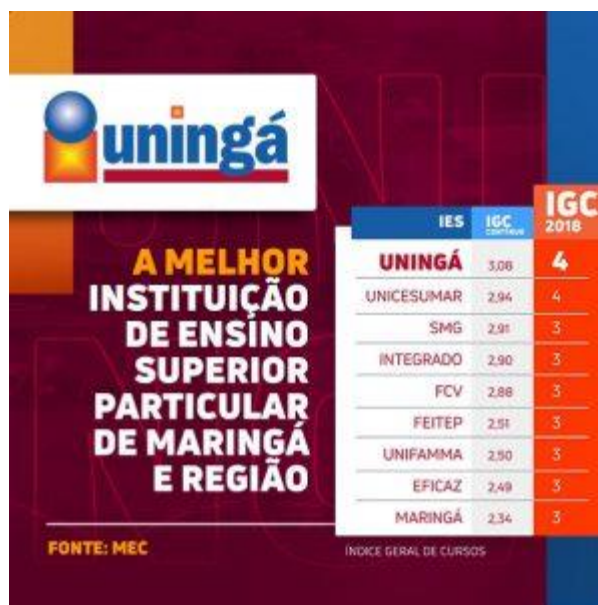 uningá
A MELHOR
INSTITUIÇÃO
DE ENSINO
SUPERIOR
PARTICULAR
DE MARINGÁ
E REGIÃO
FONTE: MEC
IES IGC CONTÍNUO IGC 2018
UNINGÁ 3,08 4
UNICESUMAR 2,94 4
SMG 2,91 3
INTEGRADO 2,90 3
FCV 2,88 3
FEITEP 2,51 3
UNIFAMMA 2,50 3
EFICAZ 2,49 3
MARINGÁ 2,34 3
ÍNDICE GERAL DE CURSOS